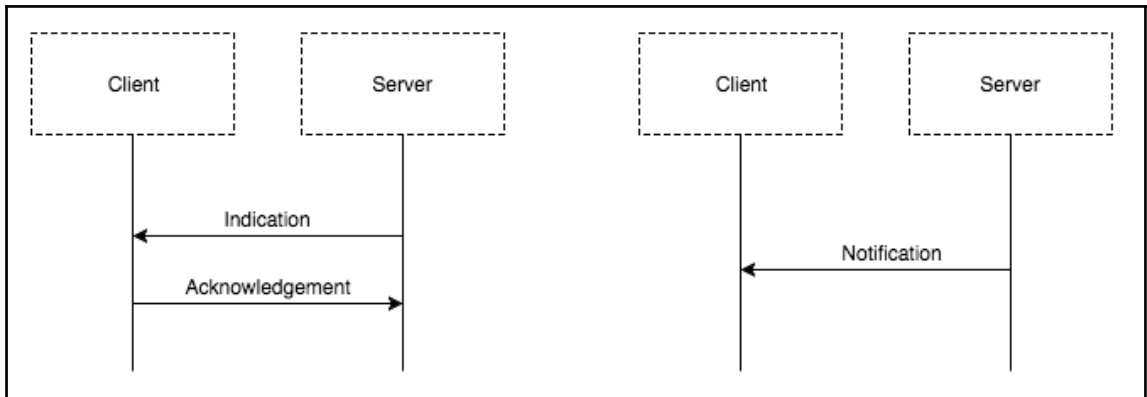 Client
Server
Indication
Acknowledgement
Client
Server
Notification